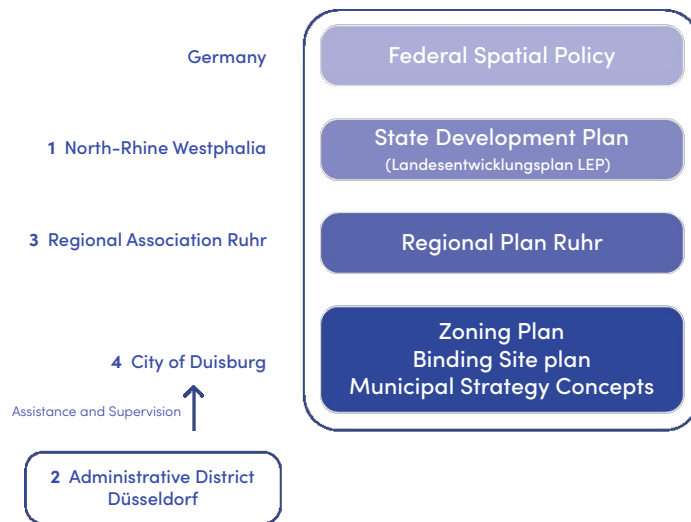 Germany
Federal Spatial Policy
1 North-Rhine Westphalia
State Development Plan
(Landesentwicklungsplan LEP)
3 Regional Association Ruhr
Regional Plan Ruhr
4 City of Duisburg
Zoning Plan
Binding Site plan
Municipal Strategy Concepts
Assistance and Supervision
2 Administrative District
Düsseldorf